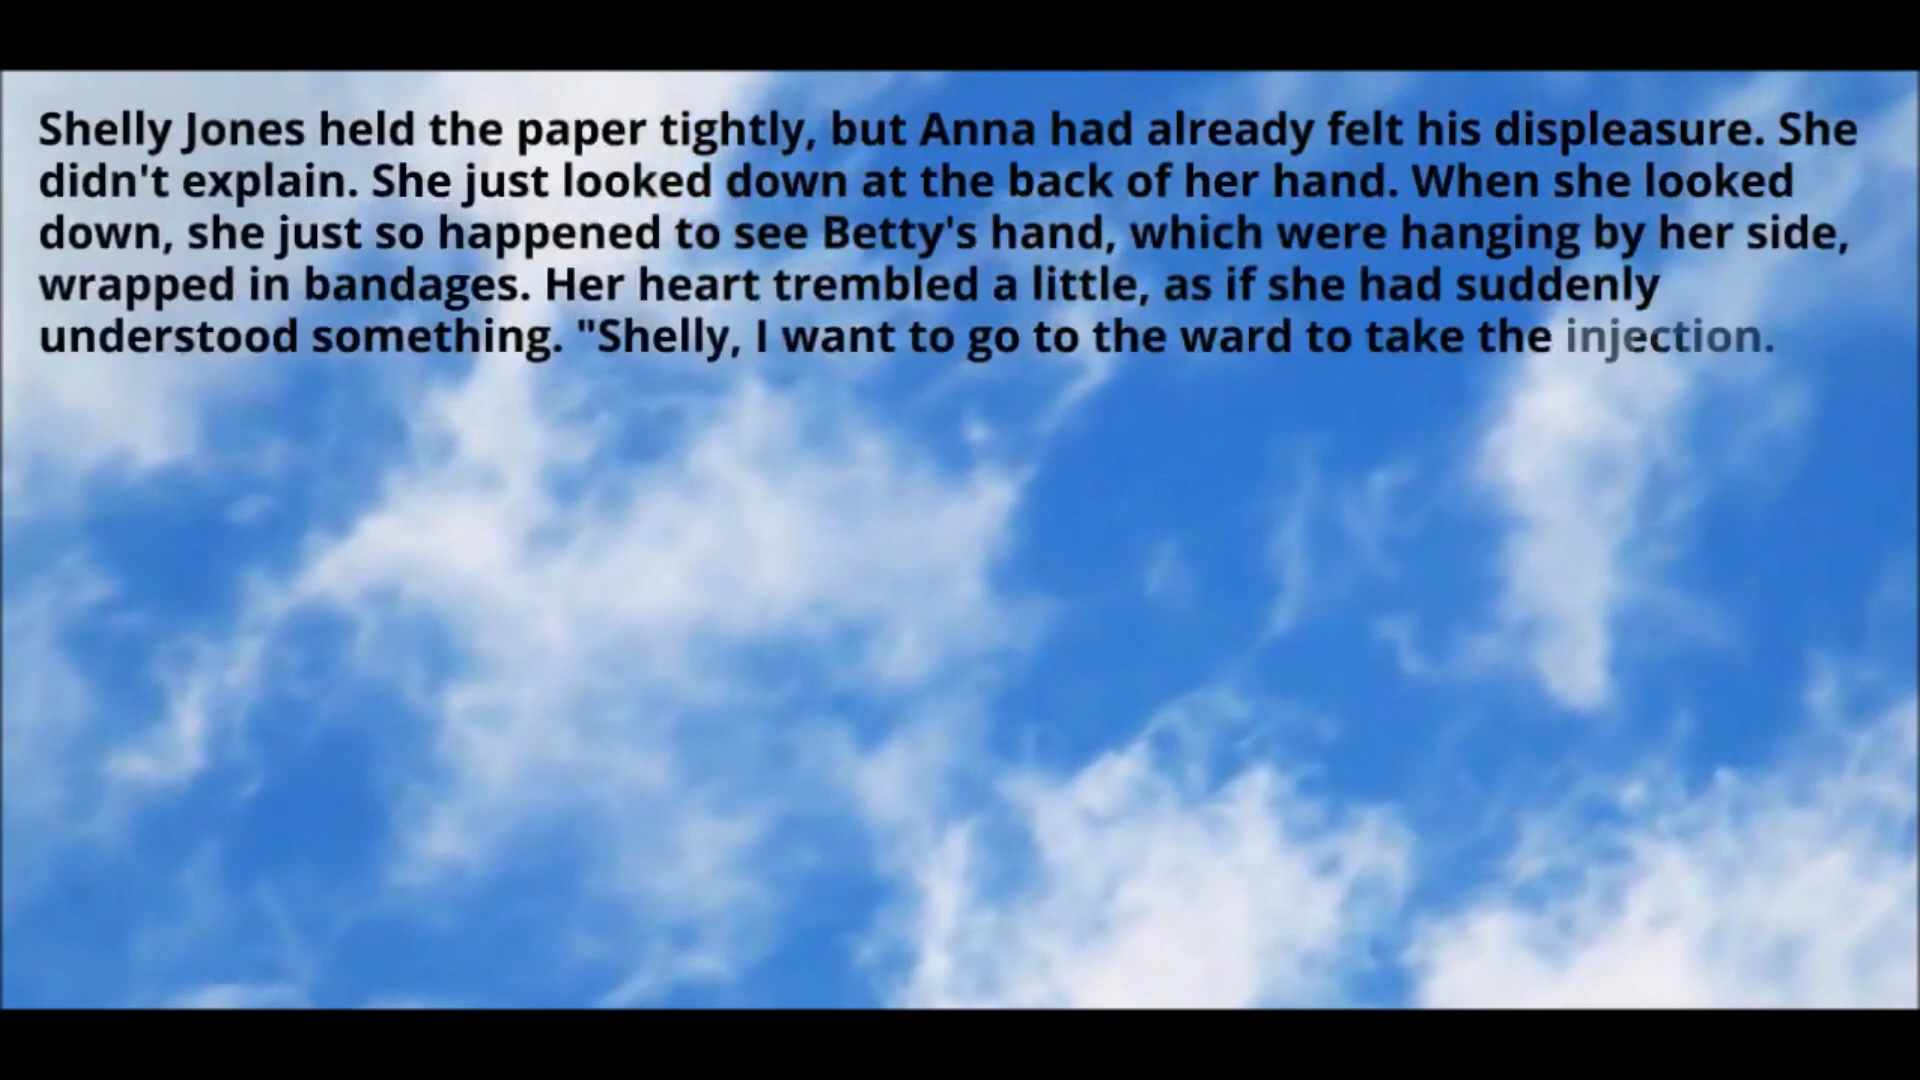 Shelly Jones held the paper tightly, but Anna had already felt his displeasure. She
didn't explain. She just looked down at the back of her hand. When she looked
down, she just so happened to see Betty's hand, which were hanging by her side,
wrapped in bandages. Her heart trembled a little, as if she had suddenly
understood something. "Shelly, I want to go to the ward to take the injection.